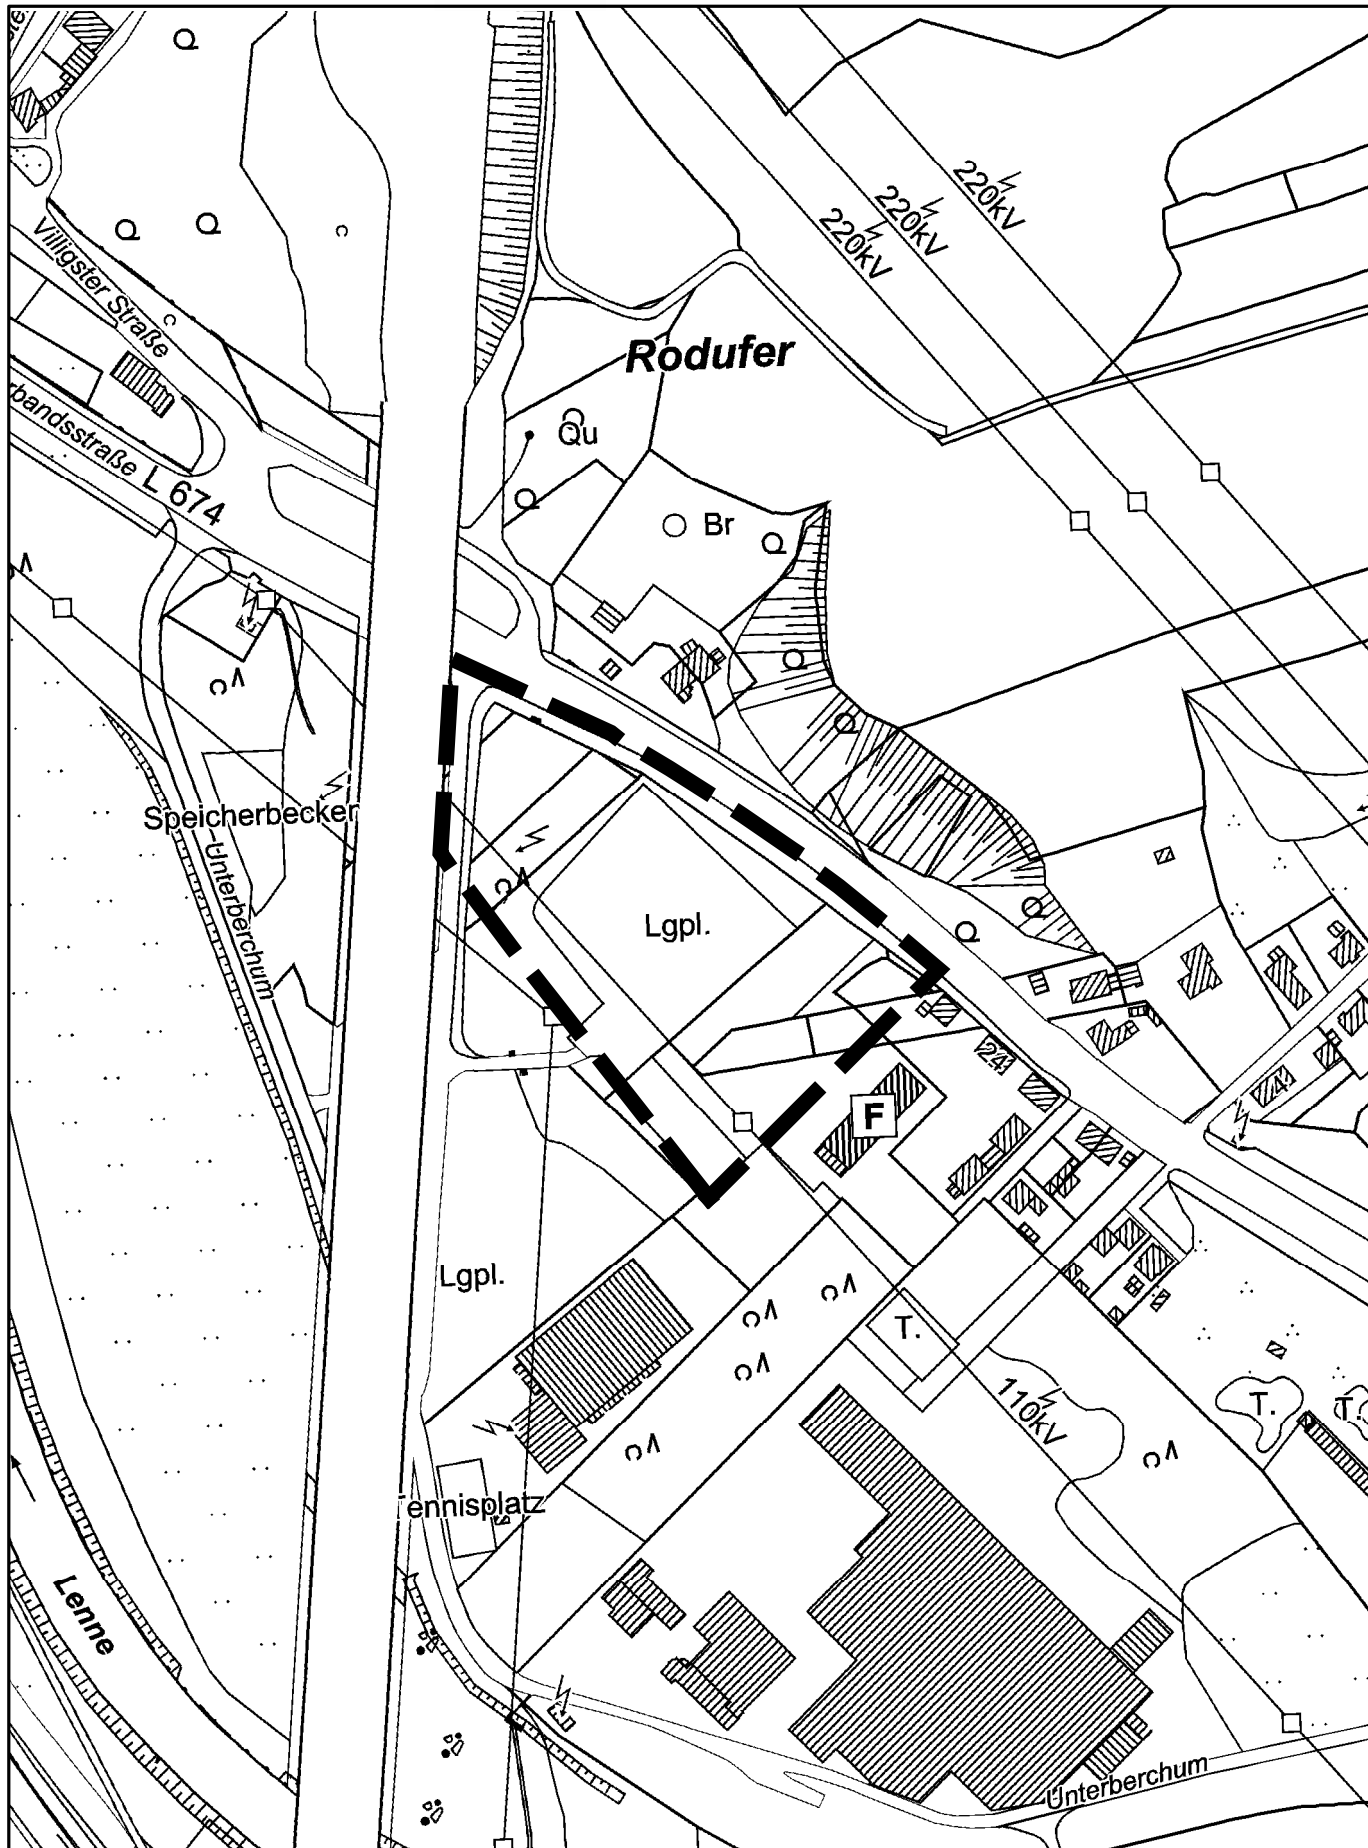 220kV
220kV
220kV
Villigster Straße
Rodufer
rbandsstraße
L 674
Qu
Br
Speicherbecken
Unterberchum
Lgpl.
24
4
F
Lgpl.
T.
110kV
T.
T.
Tennisplatz
Lenne
Unterberchum